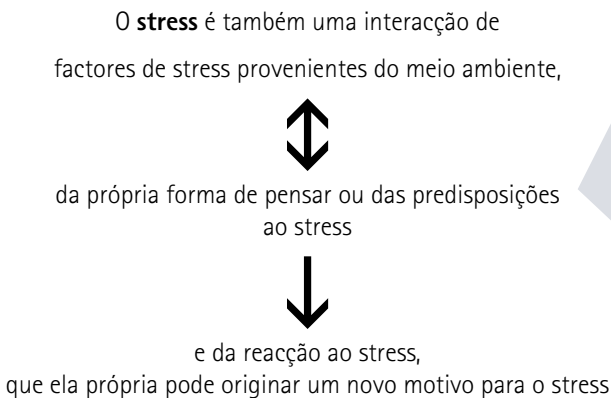 O stress é também uma interacção de
factores de stress provenientes do meio ambiente,
da própria forma de pensar ou das predisposições
ao stress
e da reacção ao stress,
que ela própria pode originar um novo motivo para o stress